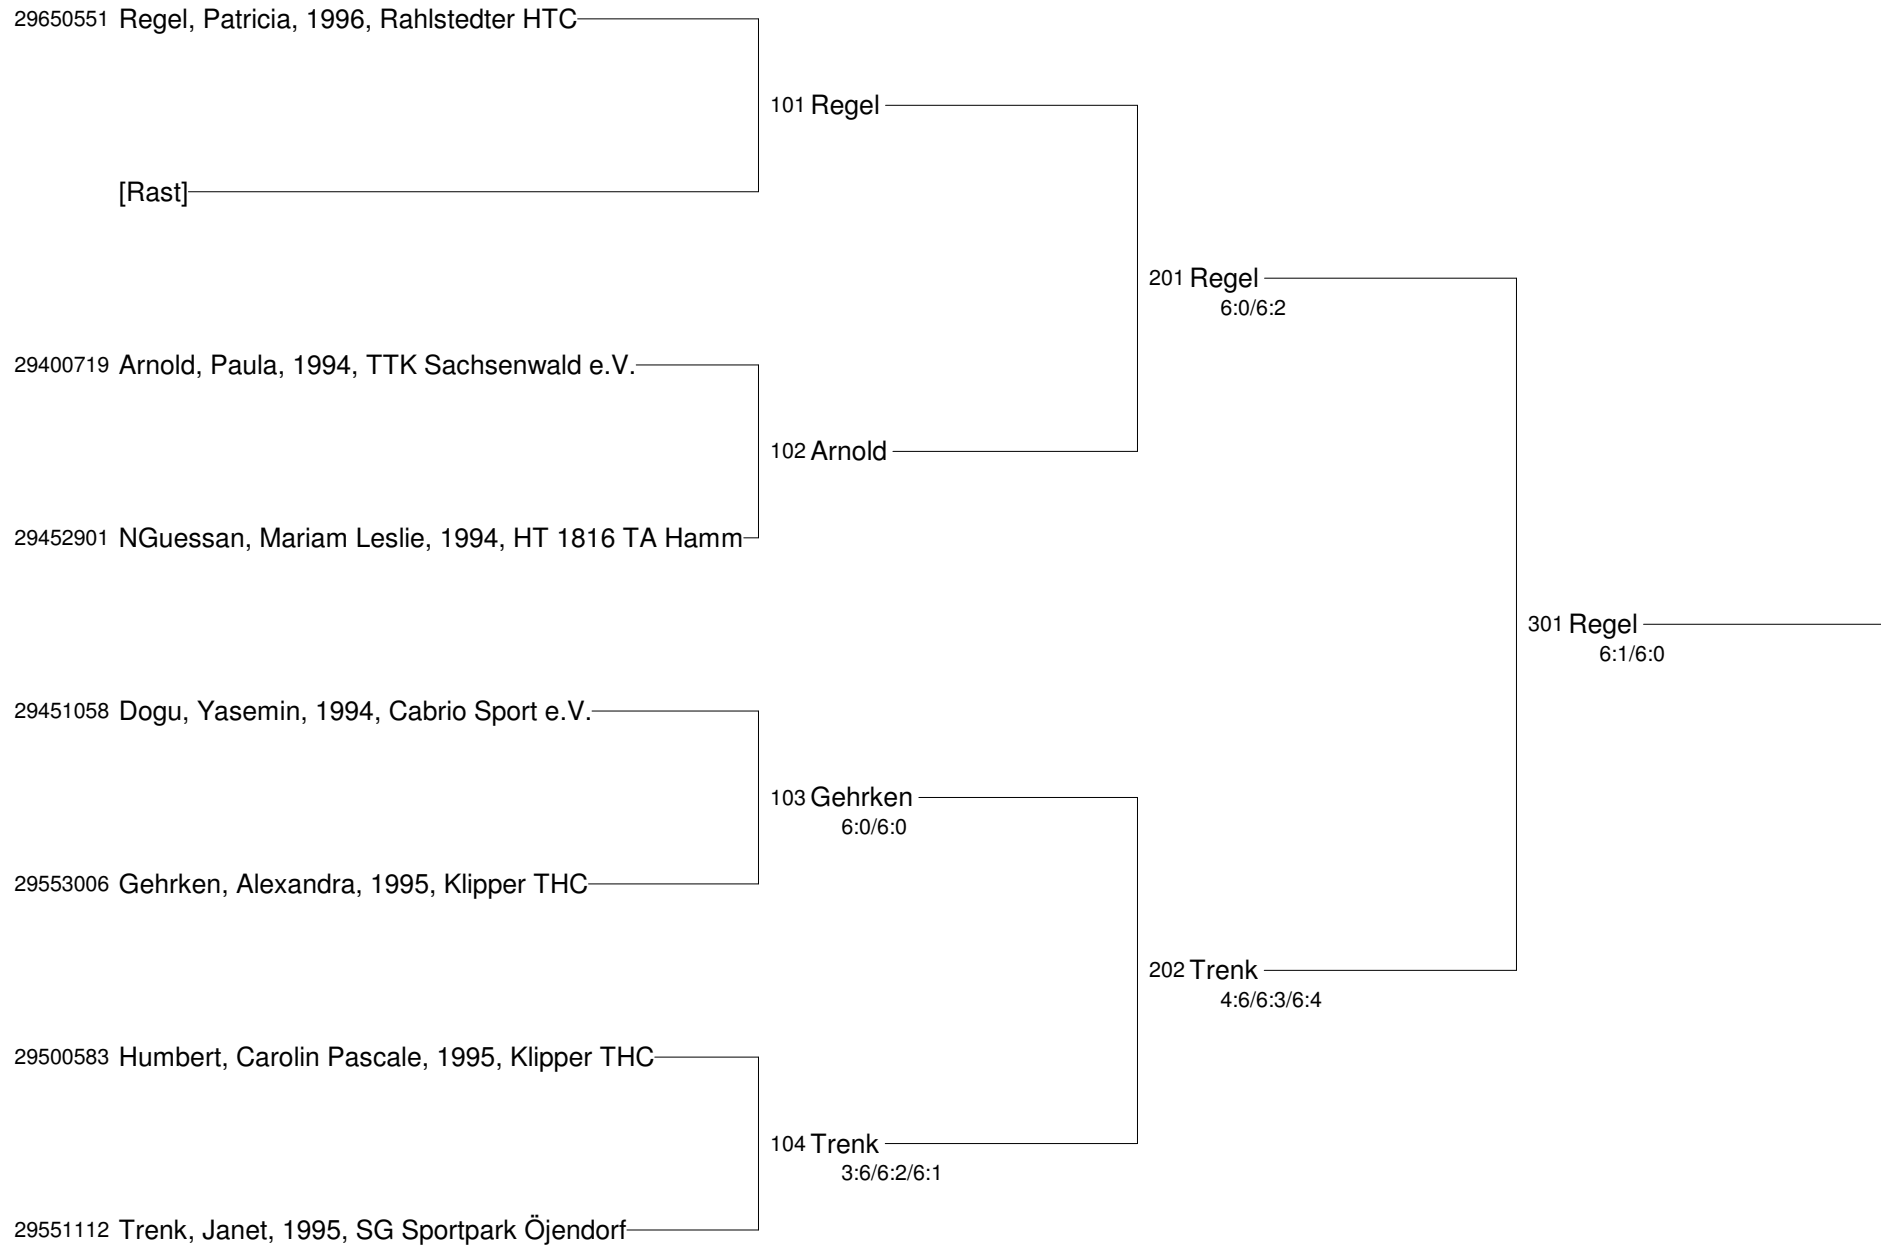 29650551 Regel, Patricia, 1996, Rahlstedter HTC
101 Regel
[Rast]
201 Regel
6:0/6:2
29400719 Arnold, Paula, 1994, TTK Sachsenwald e.V.
102 Arnold
29452901 NGuessan, Mariam Leslie, 1994, HT 1816 TA Hamm
301 Regel
6:1/6:0
29451058 Dogu, Yasemin, 1994, Cabrio Sport e.V.
103 Gehrken
6:0/6:0
29553006 Gehrken, Alexandra, 1995, Klipper THC
202 Trenk
4:6/6:3/6:4
29500583 Humbert, Carolin Pascale, 1995, Klipper THC
104 Trenk
3:6/6:2/6:1
29551112 Trenk, Janet, 1995, SG Sportpark Öjendorf